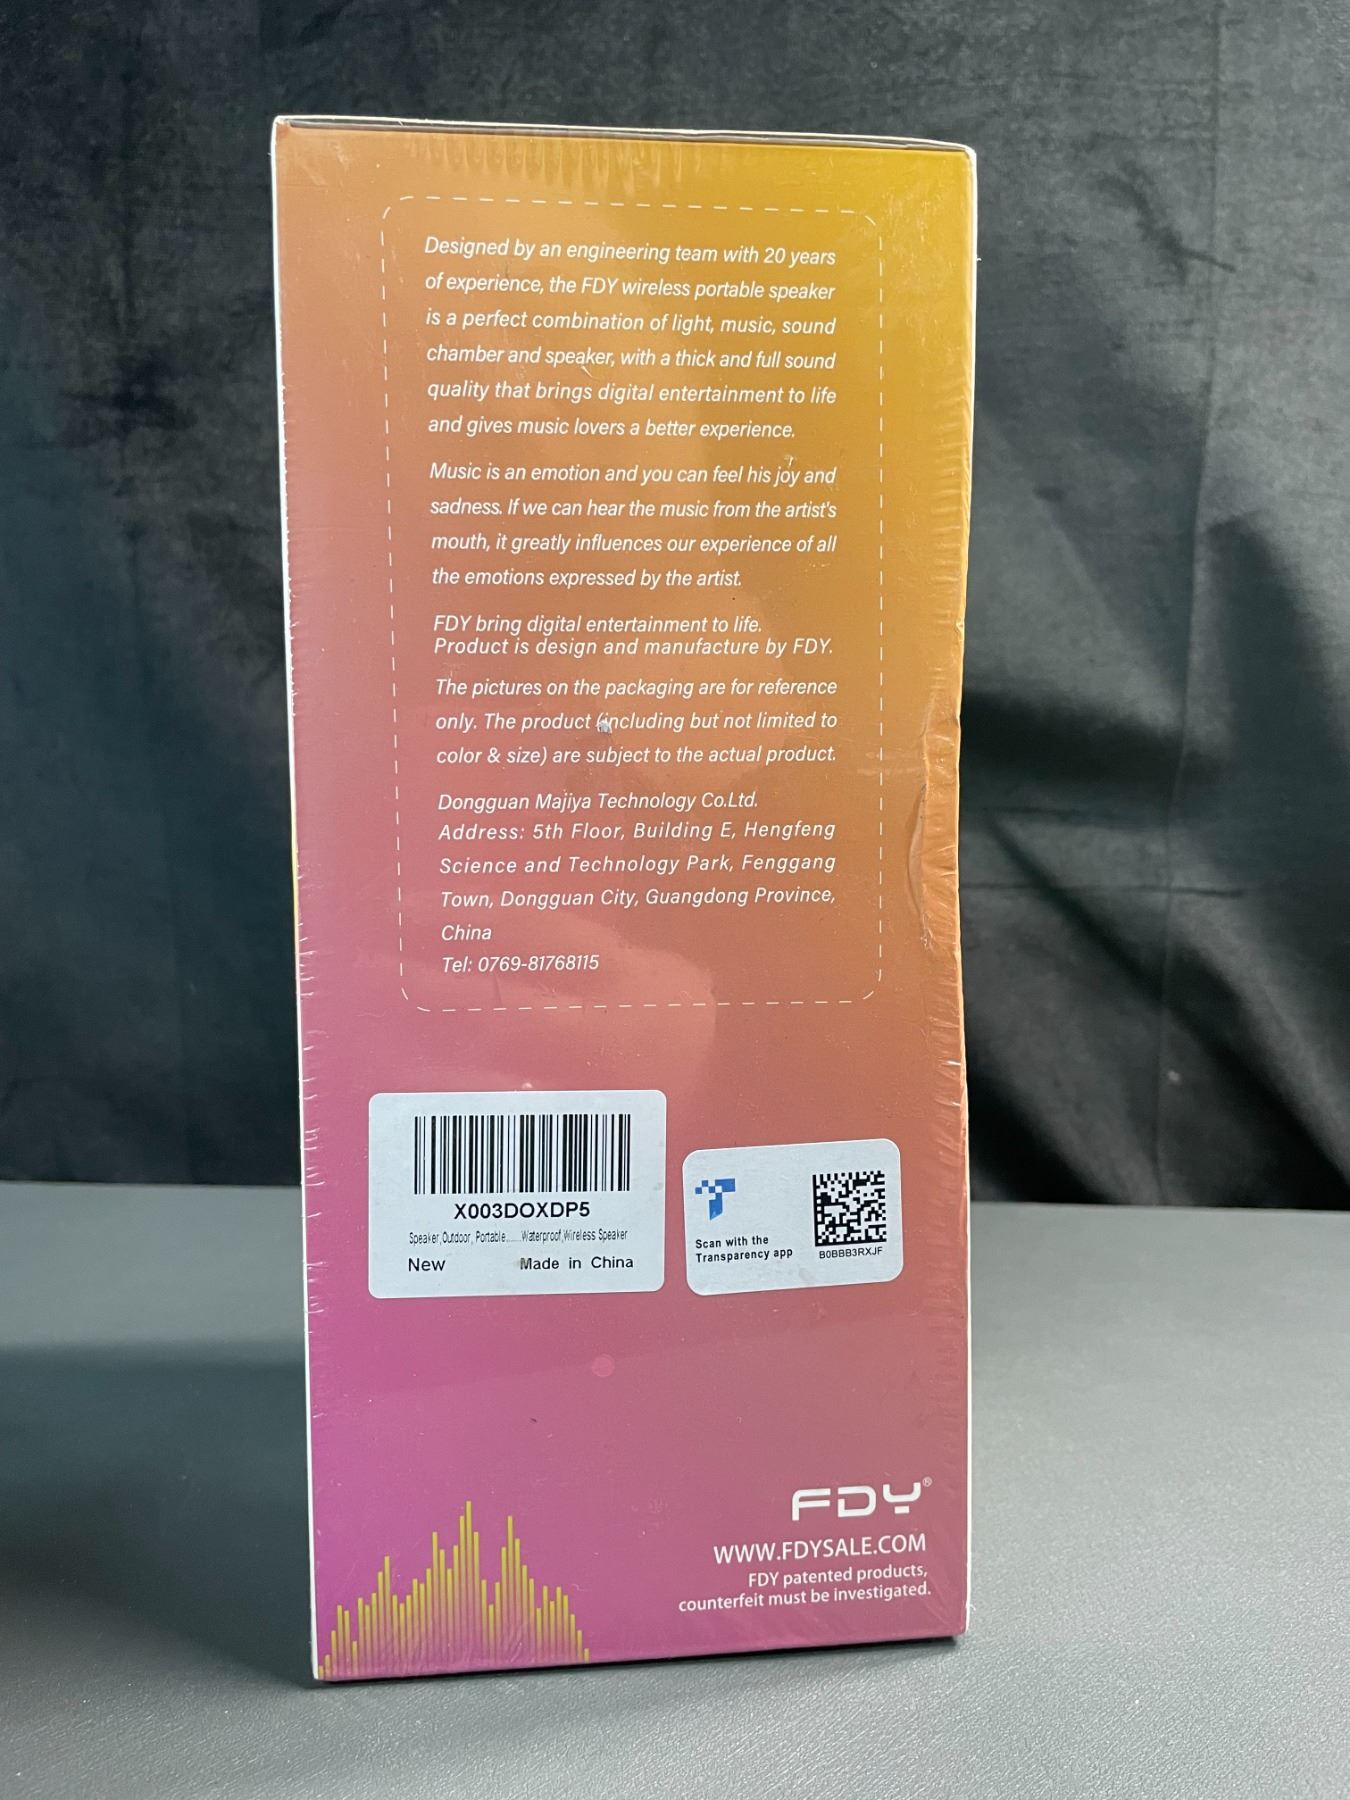 Designed by an engineering team with 20 years
of experience, the FDY wireless portable speaker
is a perfect combination of light, music, sound
chamber and speaker, with a thick and full sound
quality that brings digital entertainment to life
and gives music lovers a better experience.
Music is an emotion and you can feel his joy and
sadness. If we can hear the music from the artist's
mouth, it greatly influences our experience of all
the emotions expressed by the artist.
FDY bring digital entertainment to life.
Product is design and manufacture by FDY.
The pictures on the packaging are for reference
only. The product (including but not limited to
color & size) are subject to the actual product.
Dongguan Majiya Technology Co.Ltd.
Address: 5th Floor, Building E, Hengfeng
Science and Technology Park, Fenggang
Town, Dongguan City, Guangdong Province,
China
Tel: 0769-81768115
X003DOXDP5
Speaker,Outdoor, Portable......Waterproof,Wireless Speaker
New Made in China
Scan with the
Transparency app
B0BBB3RXJF
FDY®
WWW.FDYSALE.COM
FDY patented products,
counterfeit must be investigated.